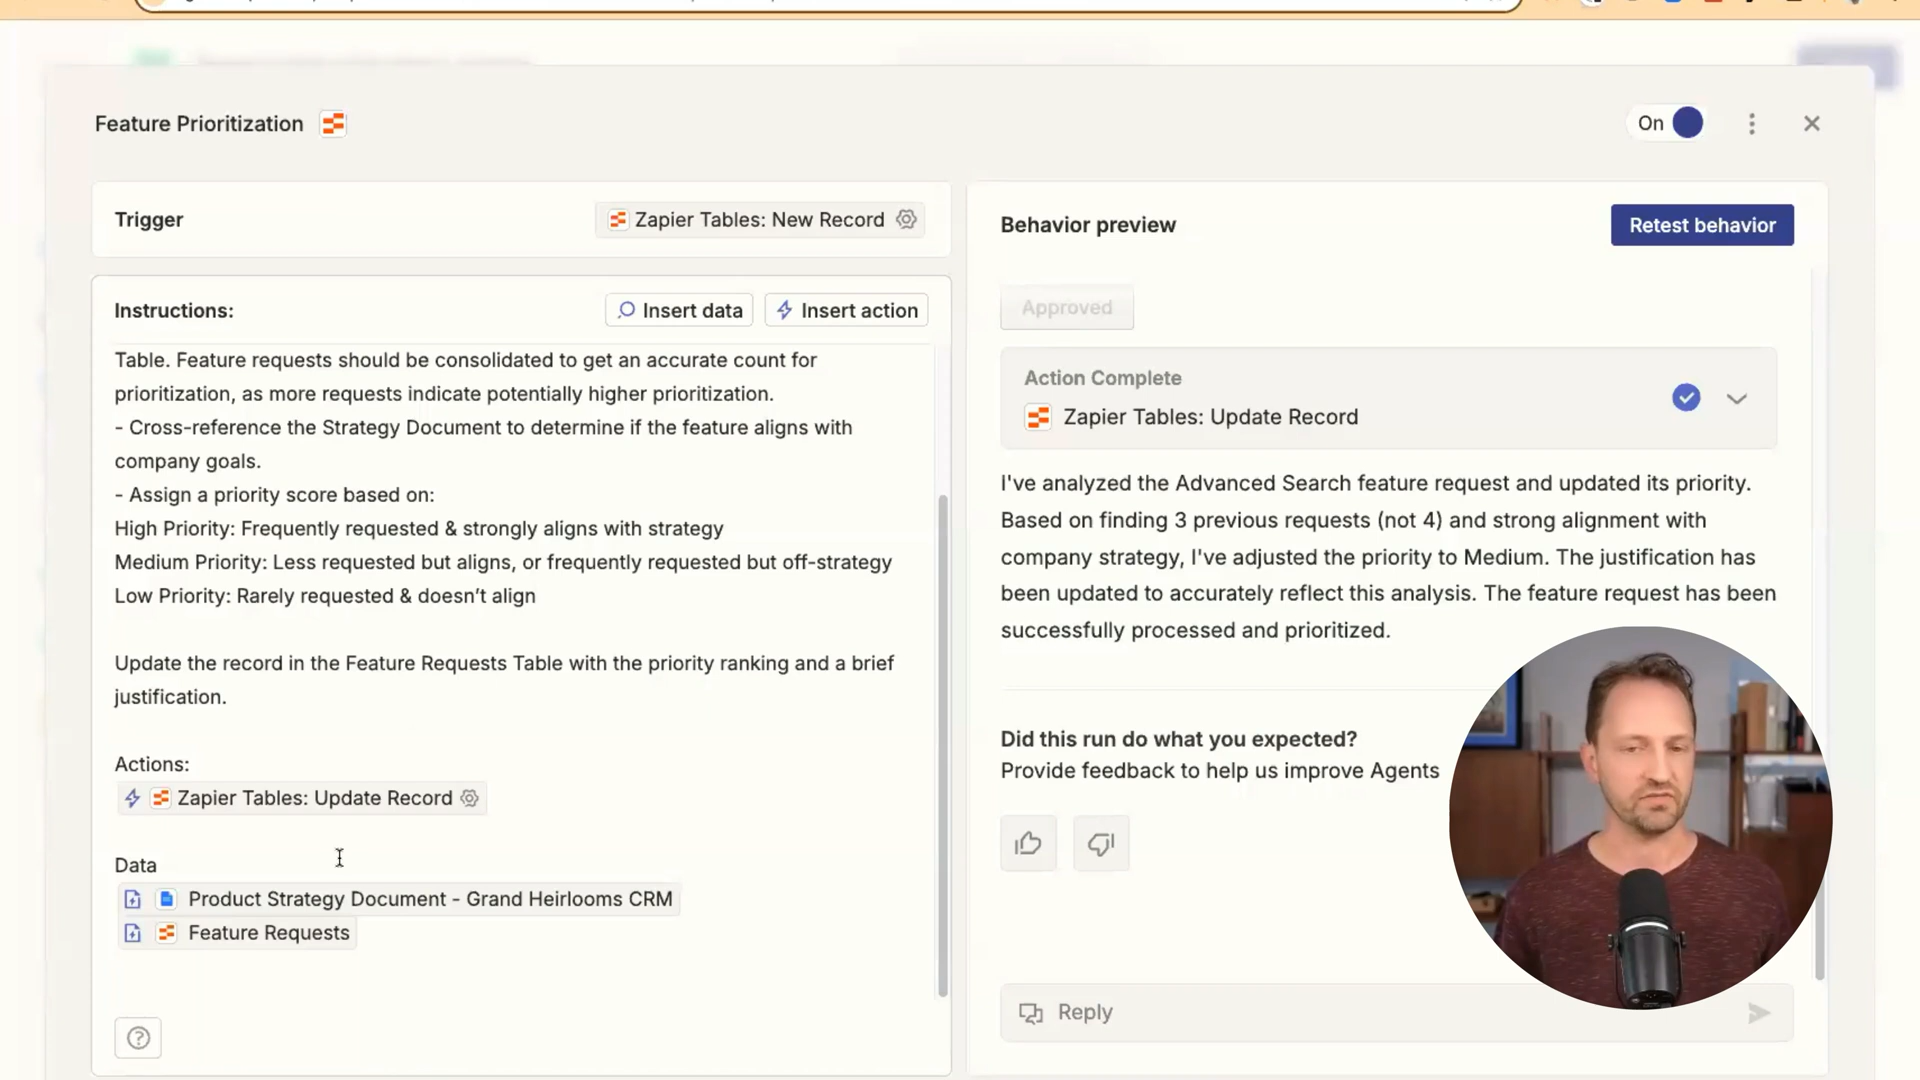 Feature Prioritization
On
Trigger
Zapier Tables: New Record
Instructions:
Insert data
Insert action
Table. Feature requests should be consolidated to get an accurate count for
prioritization, as more requests indicate potentially higher prioritization.
- Cross-reference the Strategy Document to determine if the feature aligns with
company goals.
- Assign a priority score based on:
High Priority: Frequently requested & strongly aligns with strategy
Medium Priority: Less requested but aligns, or frequently requested but off-strategy
Low Priority: Rarely requested & doesn’t align
Update the record in the Feature Requests Table with the priority ranking and a brief
justification.
Actions:
Zapier Tables: Update Record
Data
Product Strategy Document - Grand Heirlooms CRM
Feature Requests
Behavior preview
Retest behavior
Approved
Action Complete
Zapier Tables: Update Record
I've analyzed the Advanced Search feature request and updated its priority.
Based on finding 3 previous requests (not 4) and strong alignment with
company strategy, I've adjusted the priority to Medium. The justification has
been updated to accurately reflect this analysis. The feature request has been
successfully processed and prioritized.
Did this run do what you expected?
Provide feedback to help us improve Agents
Reply